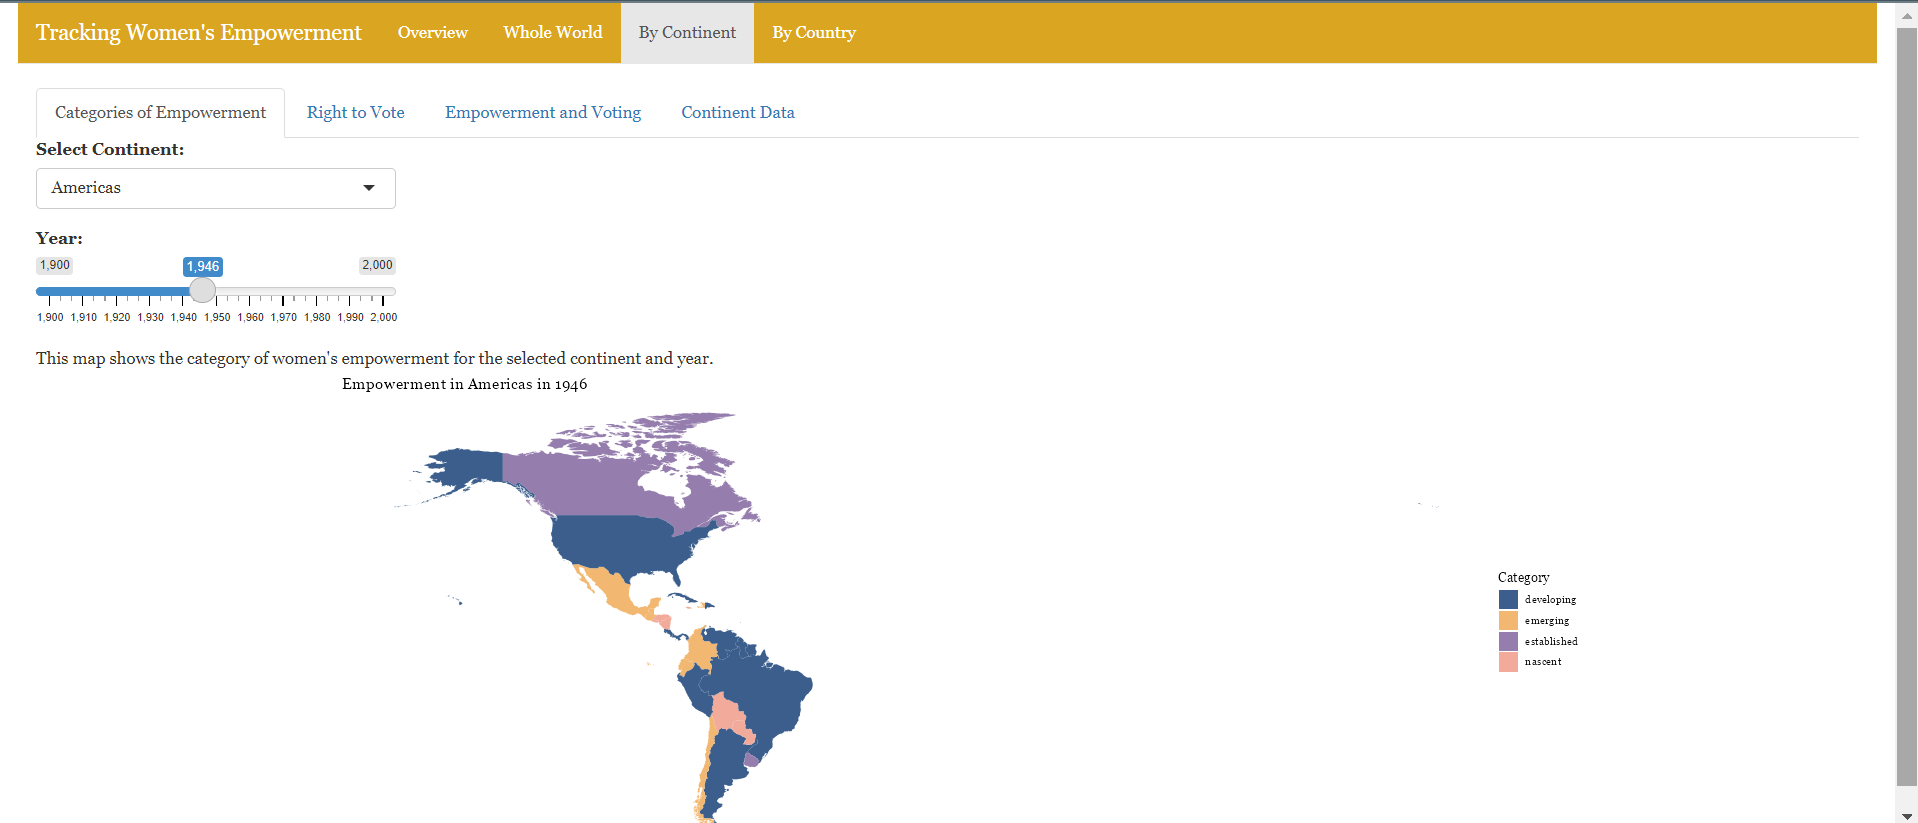 Tracking Women's Empowerment Overview Whole World By Continent By Country
Categories of Empowerment Right to Vote Empowerment and Voting Continent Data
Select Continent:
Americas
Year:
1,900 1,946 2,000
1,900 1,910 1,920 1,930 1,940 1,950 1,960 1,970 1,980 1,990 2,000
This map shows the category of women's empowerment for the selected continent and year.
Empowerment in Americas in 1946
Category
developing
emerging
established
nascent